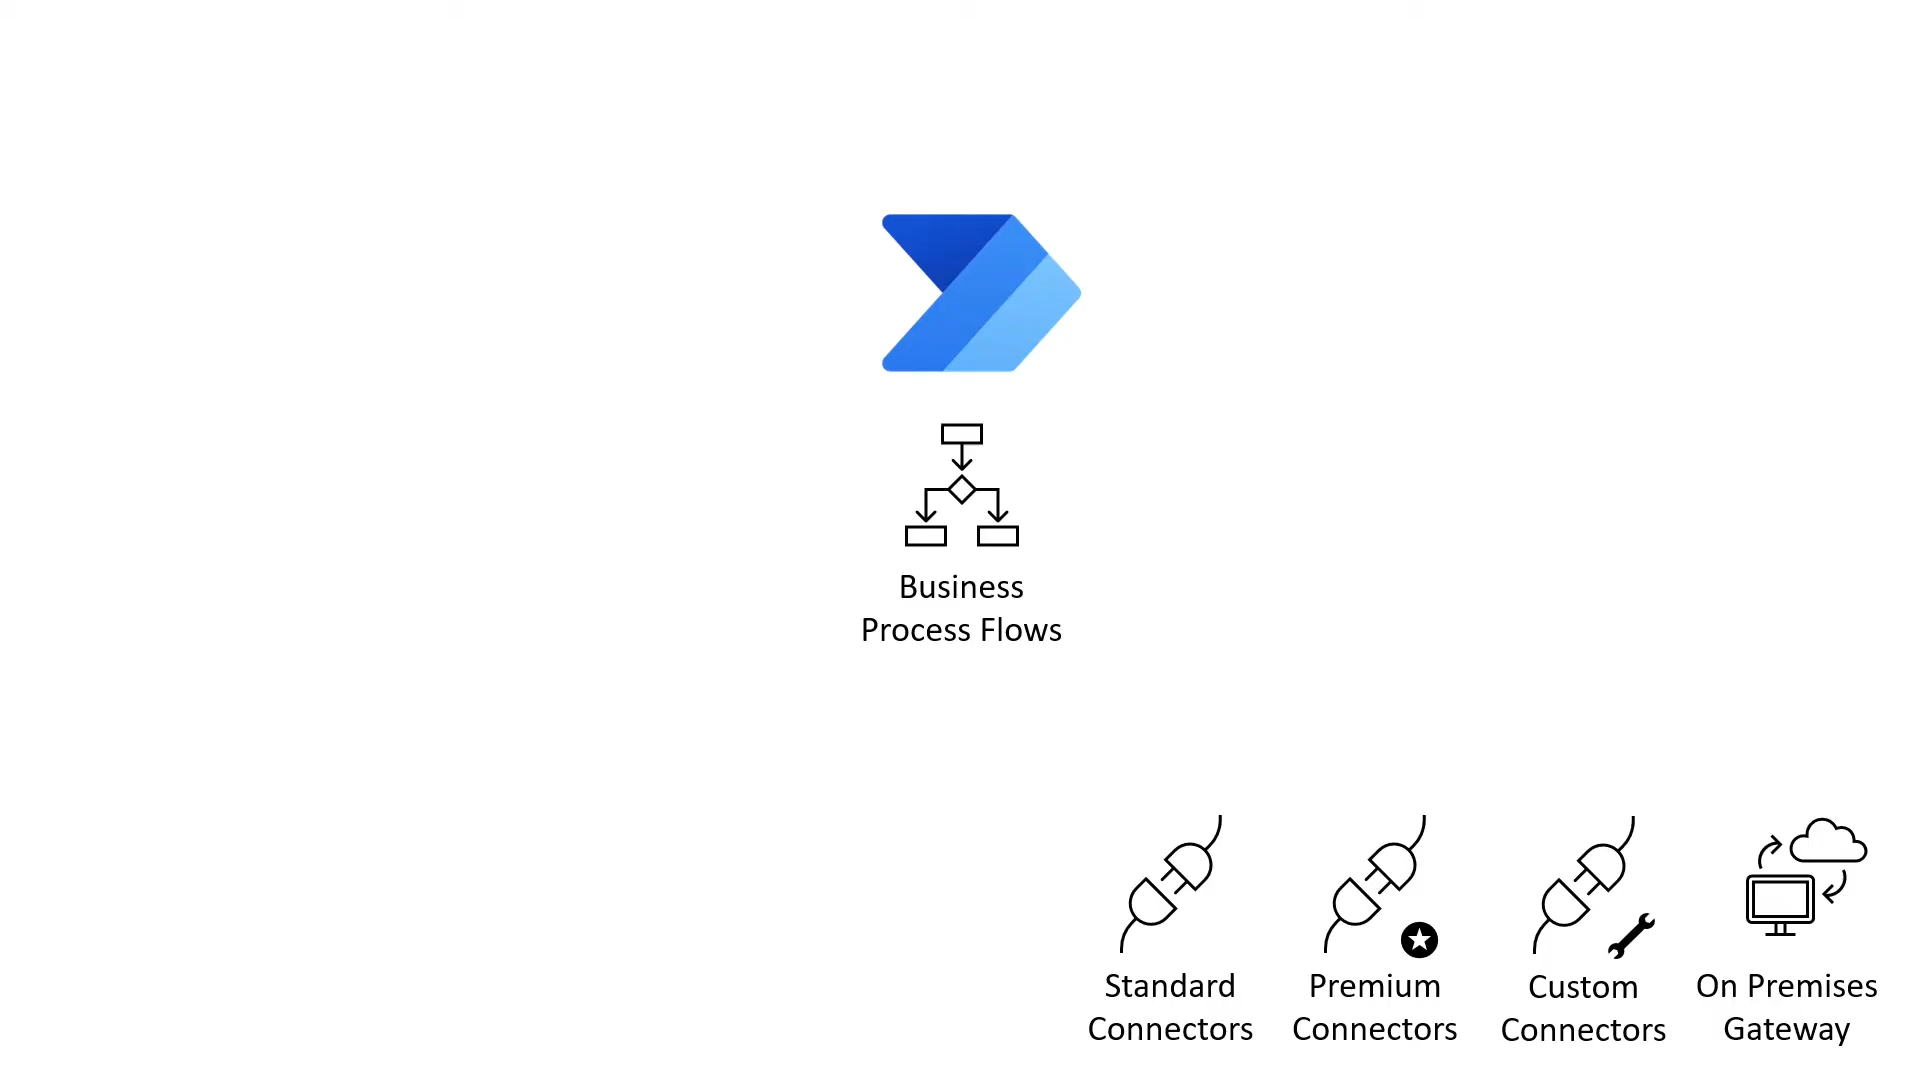 Business
Process Flows
Standard
Connectors
Premium
Connectors
Custom
Connectors
On Premises
Gateway